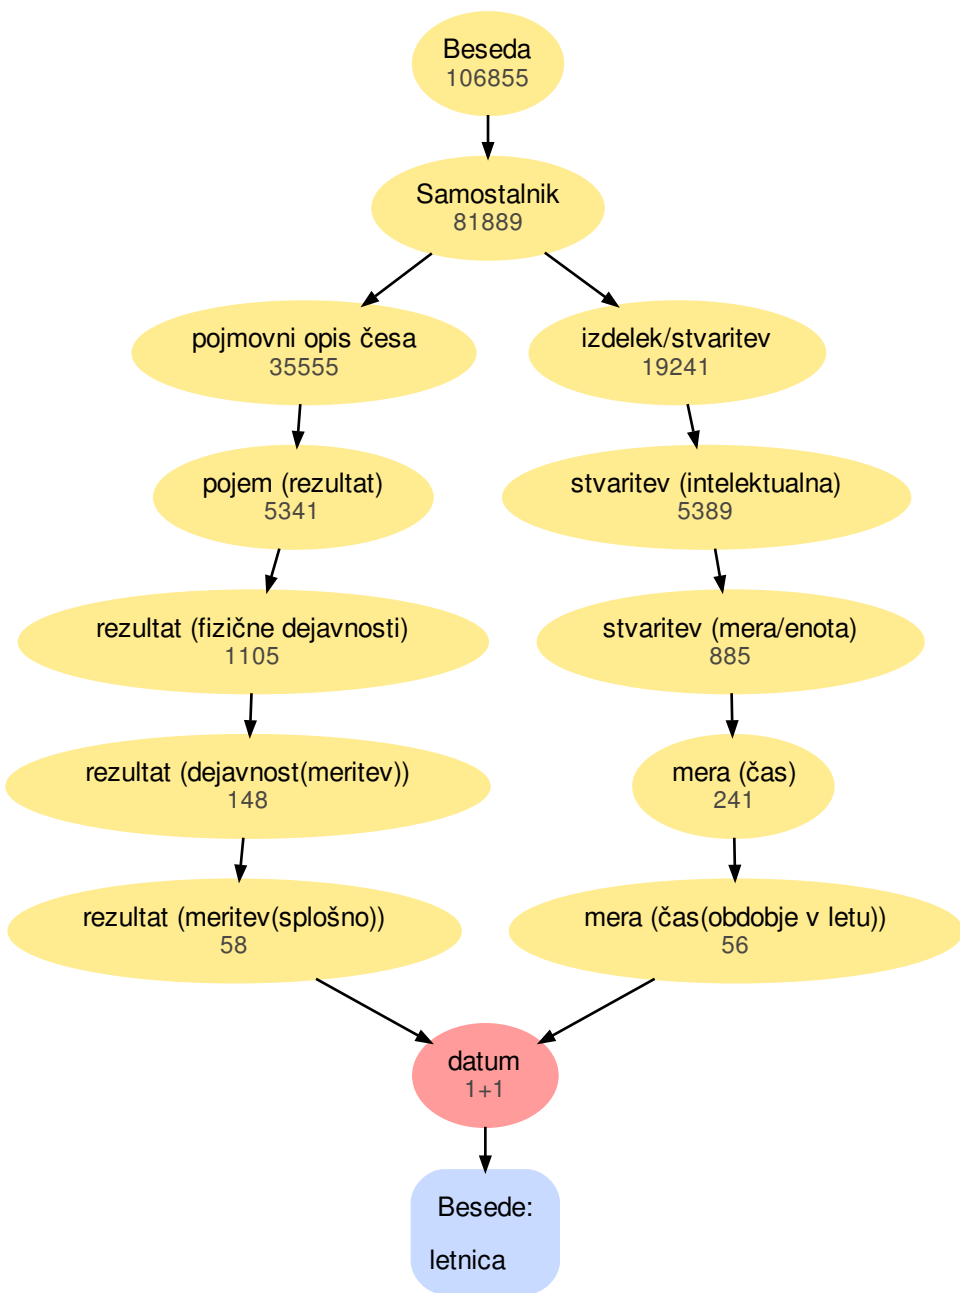 Beseda
106855
Samostalnik
81889
pojmovni opis česa
35555
izdelek/stvaritev
19241
pojem (rezultat)
5341
stvaritev (intelektualna)
5389
rezultat (fizične dejavnosti)
1105
stvaritev (mera/enota)
885
rezultat (dejavnost(meritev))
148
mera (čas)
241
rezultat (meritev(splošno))
58
mera (čas(obdobje v letu))
56
datum
1+1
Besede:
letnica